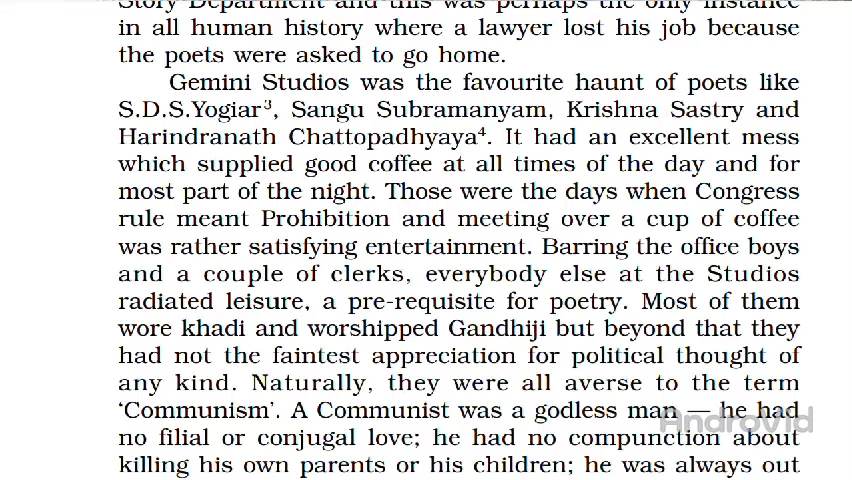 Story Department and this was perhaps the only instance
in all human history where a lawyer lost his job because
the poets were asked to go home.
Gemini Studios was the favourite haunt of poets like
S.D.S.Yogiar³, Sangu Subramanyam, Krishna Sastry and
Harindranath Chattopadhyaya⁴. It had an excellent mess
which supplied good coffee at all times of the day and for
most part of the night. Those were the days when Congress
rule meant Prohibition and meeting over a cup of coffee
was rather satisfying entertainment. Barring the office boys
and a couple of clerks, everybody else at the Studios
radiated leisure, a pre-requisite for poetry. Most of them
wore khadi and worshipped Gandhiji but beyond that they
had not the faintest appreciation for political thought of
any kind. Naturally, they were all averse to the term
‘Communism’. A Communist was a godless man — he had
no filial or conjugal love; he had no compunction about
killing his own parents or his children; he was always out
AndroVid